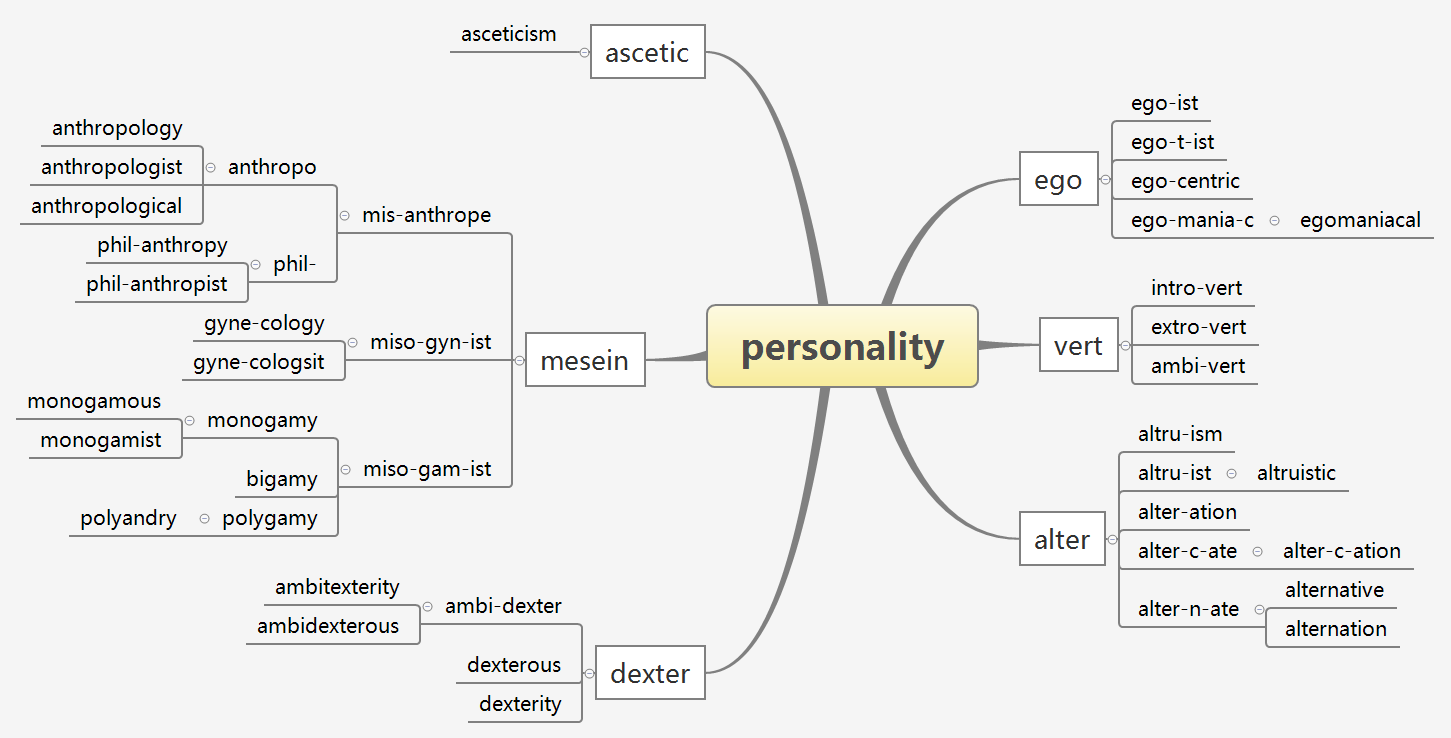 personality
ascetic
asceticism
ego
ego-ist
ego-t-ist
ego-centric
ego-mania-c
egomaniacal
vert
intro-vert
extro-vert
ambi-vert
alter
altru-ism
altru-ist
altruistic
alter-ation
alter-c-ate
alter-c-ation
alter-n-ate
alternative
alternation
mesein
mis-anthrope
anthropo
anthropology
anthropologist
anthropological
phil-
phil-anthropy
phil-anthropist
miso-gyn-ist
gyne-cology
gyne-cologsit
miso-gam-ist
monogamy
monogamous
monogamist
bigamy
polygamy
polyandry
dexter
ambi-dexter
ambitexterity
ambidexterous
dexterous
dexterity